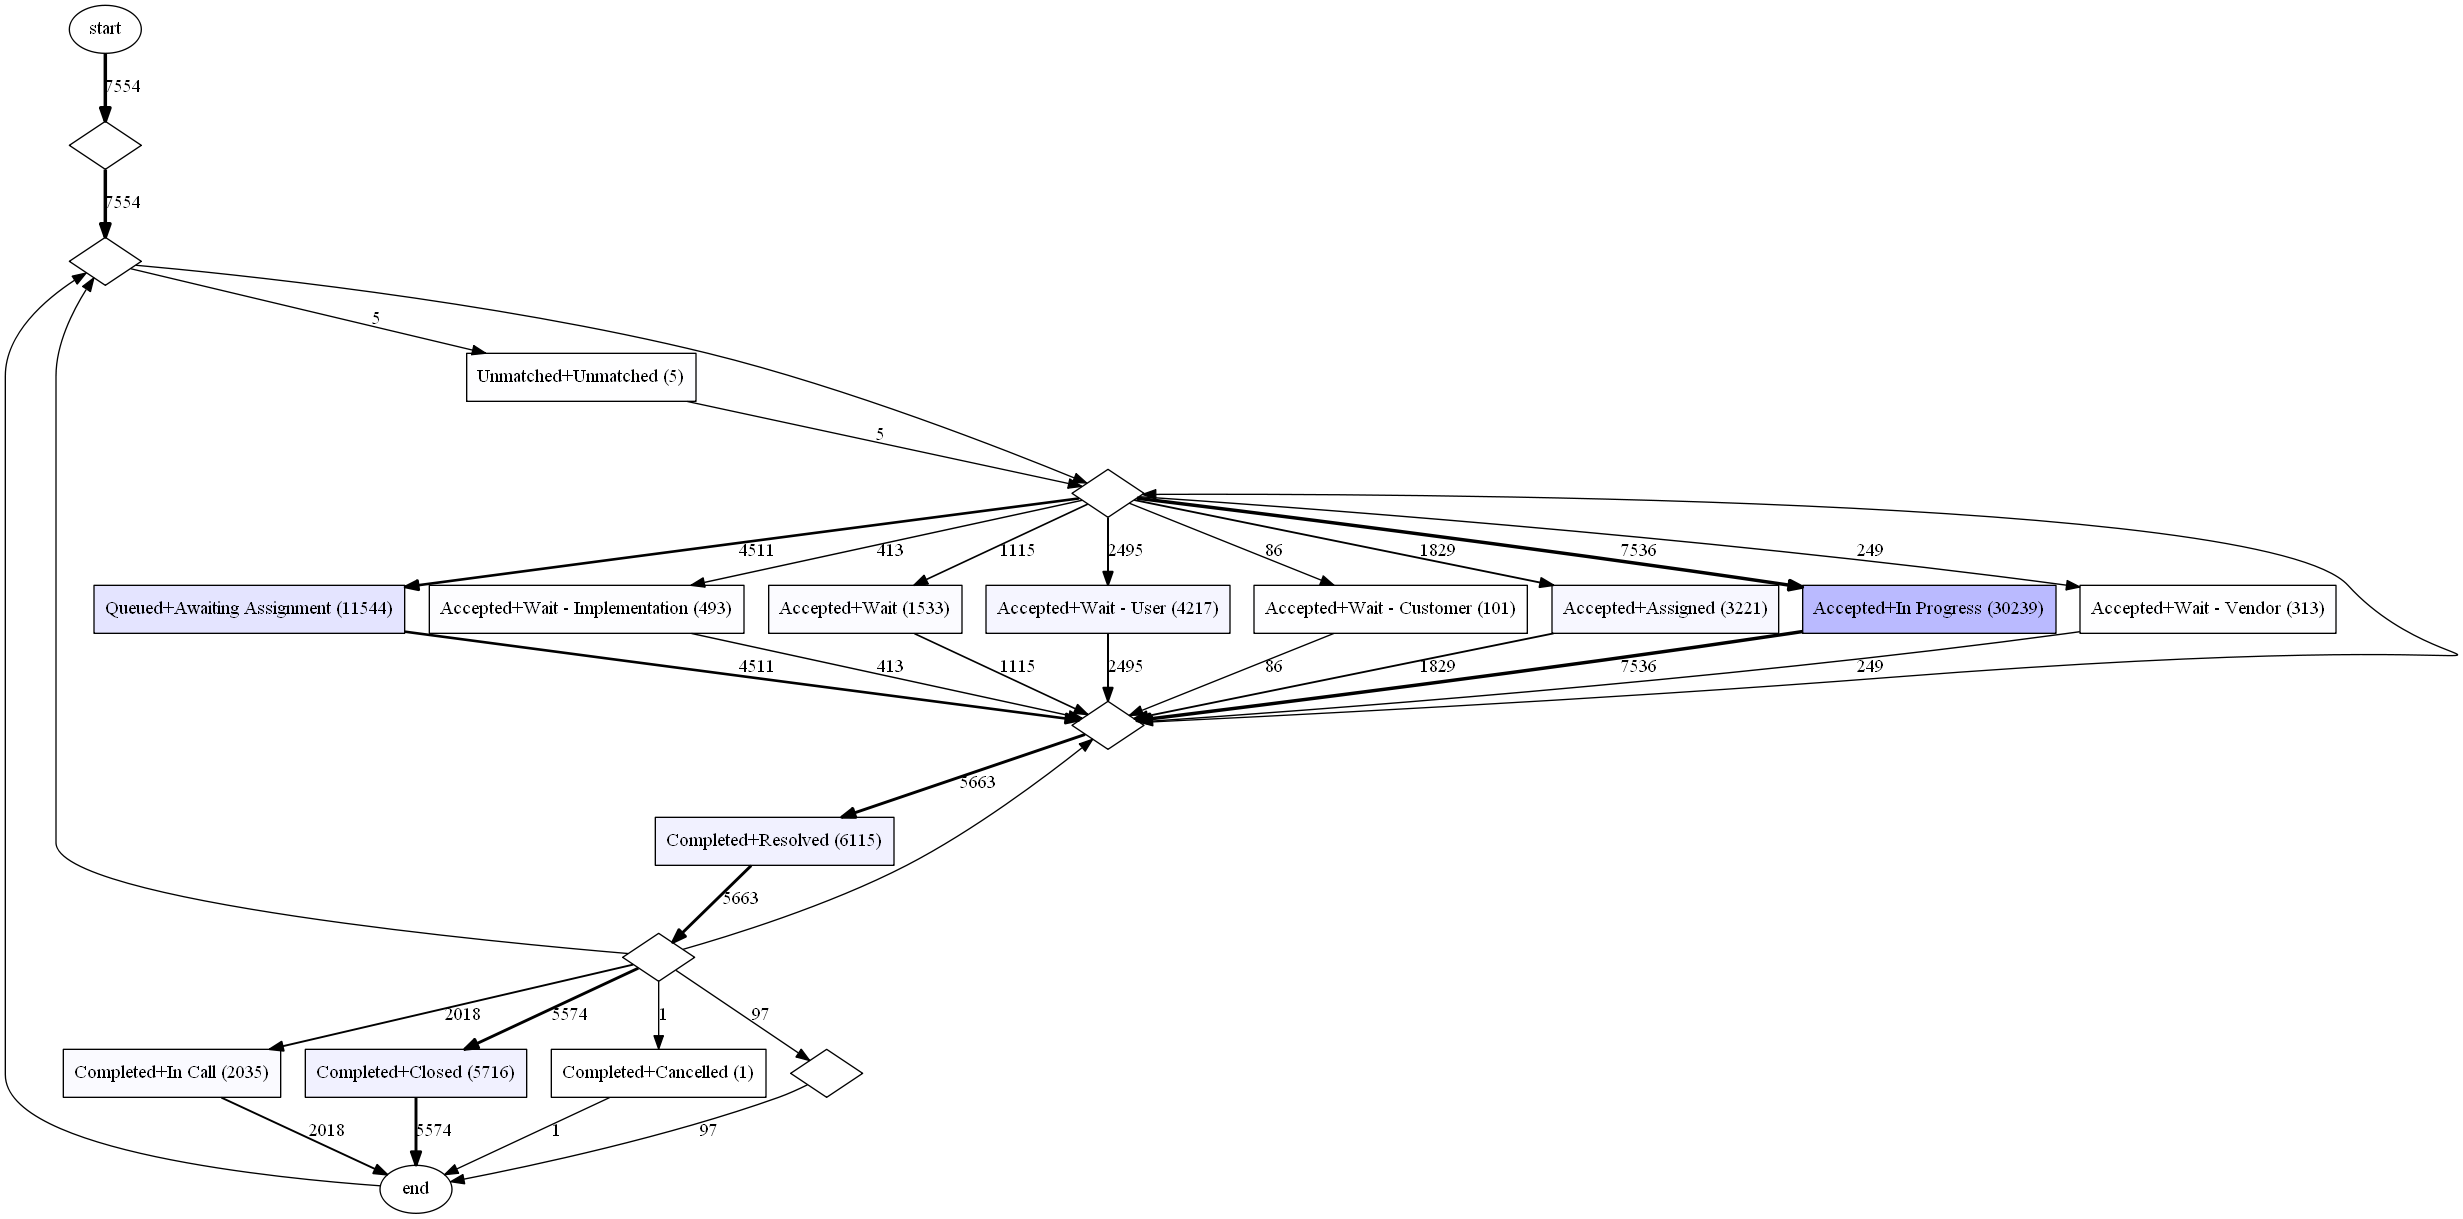 start
7554
7554
5
Unmatched+Unmatched (5)
5
4511
413
1115
2495
86
1829
7536
249
Queued+Awaiting Assignment (11544)
Accepted+Wait - Implementation (493)
Accepted+Wait (1533)
Accepted+Wait - User (4217)
Accepted+Wait - Customer (101)
Accepted+Assigned (3221)
Accepted+In Progress (30239)
Accepted+Wait - Vendor (313)
4511
413
1115
2495
86
1829
7536
249
5663
Completed+Resolved (6115)
5663
2018
5574
1
97
Completed+In Call (2035)
Completed+Closed (5716)
Completed+Cancelled (1)
2018
5574
1
97
end